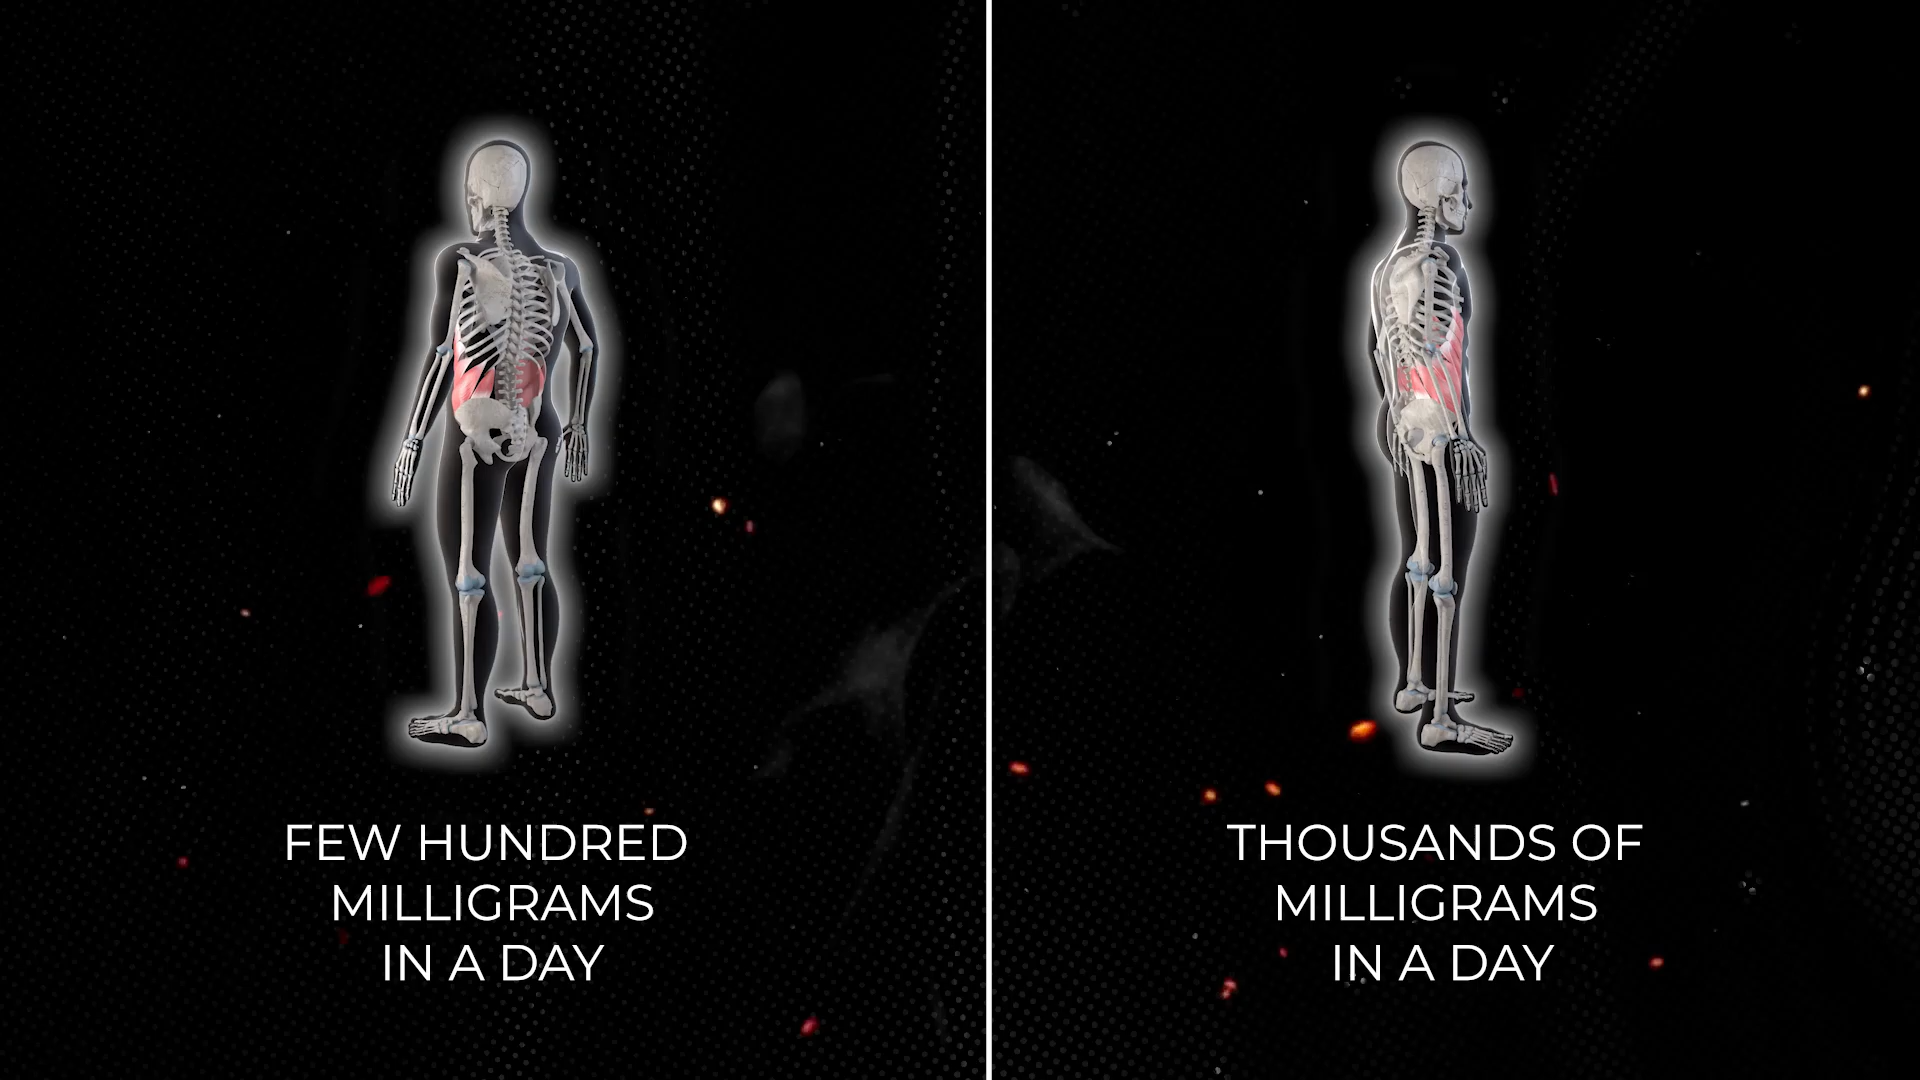 FEW HUNDRED
MILLIGRAMS
IN A DAY
THOUSANDS OF
MILLIGRAMS
IN A DAY